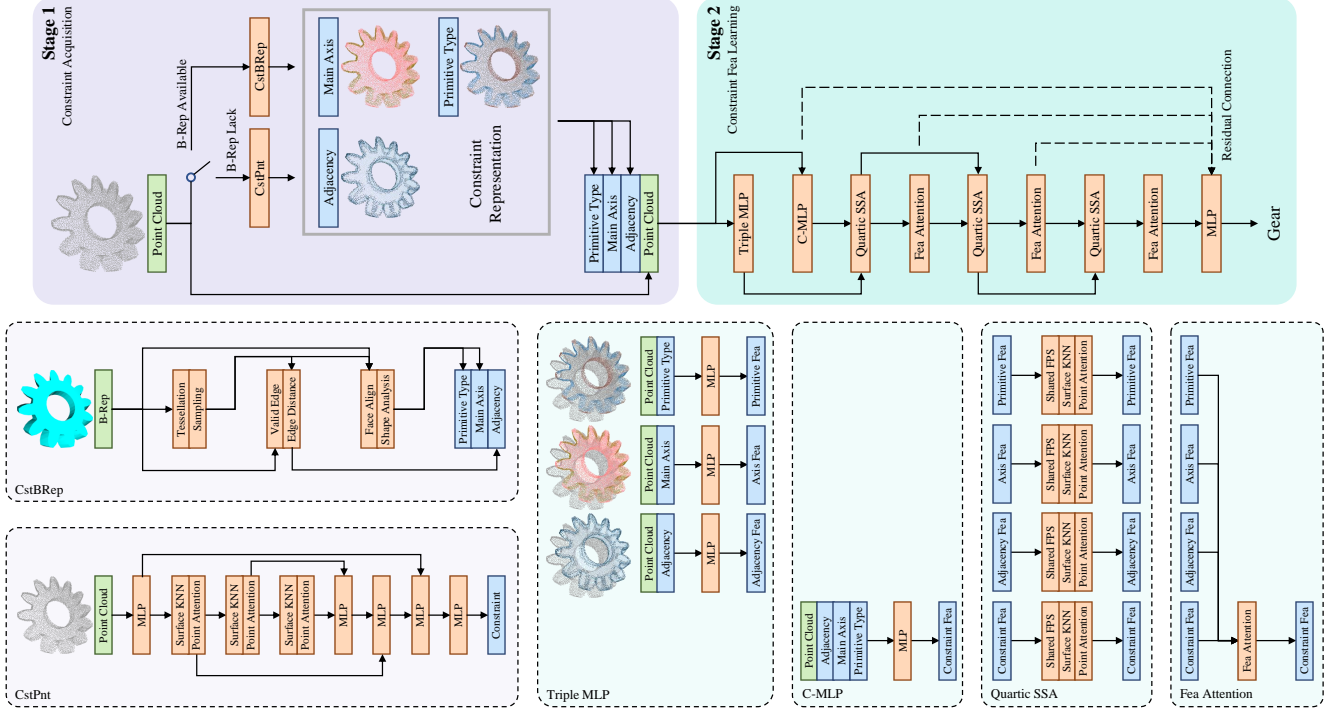 Stage 1
Constraint Acquisition
Point Cloud
B-Rep Available
B-Rep Lack
CstBRep
CstPnt
Main Axis
Primitive Type
Adjacency
Constraint
Representation
Primitive Type
Main Axis
Adjacency
Point Cloud
Stage 2
Constraint Fea Learning
Triple MLP
C-MLP
Quartic SSA
Fea Attention
Quartic SSA
Fea Attention
Quartic SSA
Fea Attention
MLP
Residual Connection
Gear
B-Rep
Tessellation
Sampling
Valid Edge
Edge Distance
Face Align
Shape Analysis
Primitive Type
Main Axis
Adjacency
CstBRep
Point Cloud
MLP
Surface KNN
Point Attention
Surface KNN
Point Attention
Surface KNN
Point Attention
MLP
MLP
MLP
MLP
Constraint
CstPnt
Point Cloud
Primitive Type
MLP
Primitive Fea
Point Cloud
Main Axis
MLP
Axis Fea
Point Cloud
Adjacency
MLP
Adjacency Fea
Triple MLP
Point Cloud
Adjacency
Main Axis
Primitive Type
MLP
Constraint Fea
C-MLP
Primitive Fea
Shared FPS
Surface KNN
Point Attention
Primitive Fea
Axis Fea
Shared FPS
Surface KNN
Point Attention
Axis Fea
Adjacency Fea
Shared FPS
Surface KNN
Point Attention
Adjacency Fea
Constraint Fea
Shared FPS
Surface KNN
Point Attention
Constraint Fea
Quartic SSA
Primitive Fea
Axis Fea
Adjacency Fea
Constraint Fea
Fea Attention
Constraint Fea
Fea Attention